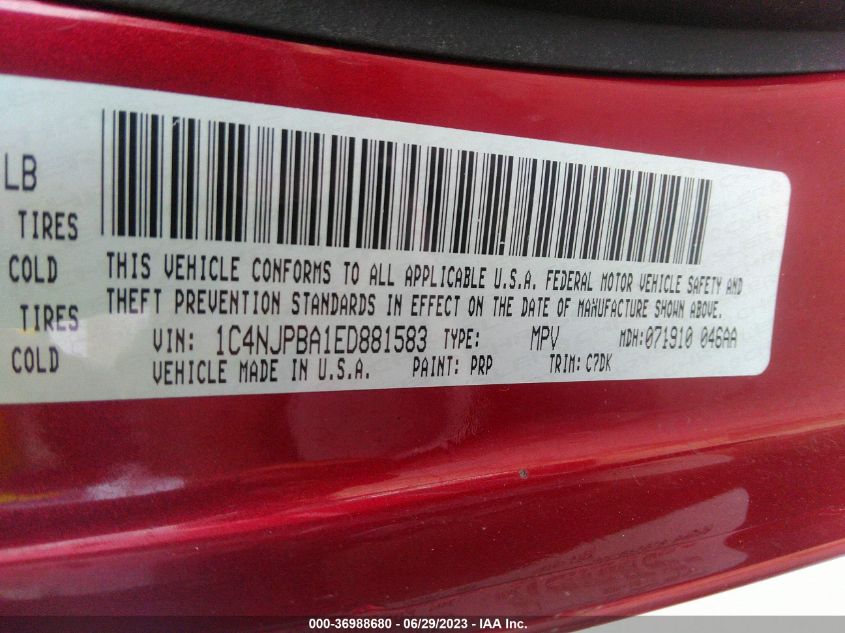 LB
TIRES
COLD
TIRES
COLD
THIS VEHICLE CONFORMS TO ALL APPLICABLE U.S.A. FEDERAL MOTOR VEHICLE SAFETY AND
THEFT PREVENTION STANDARDS IN EFFECT ON THE DATE OF MANUFACTURE SHOWN ABOVE.
VIN: 1C4NJPBA1ED881583 TYPE: MPV MDH:071910 046AA
VEHICLE MADE IN U.S.A. PAINT: PRP TRIM: C7DK
000-36988680 - 06/29/2023 - IAA Inc.